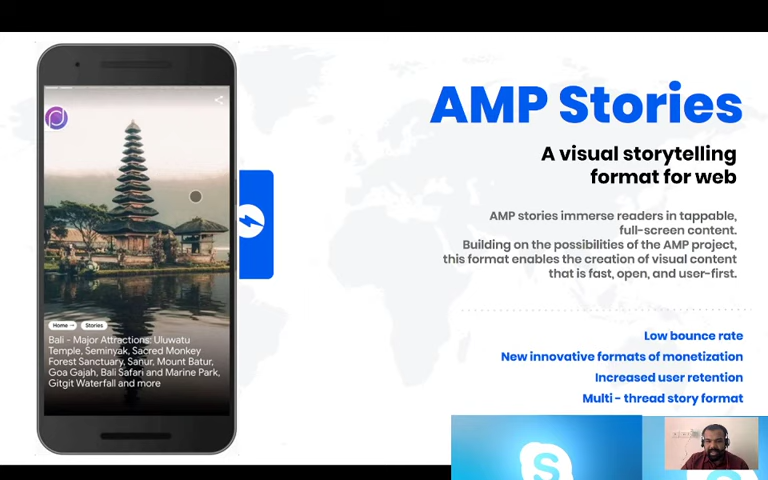 AMP Stories
A visual storytelling
format for web
AMP stories immerse readers in tappable,
full-screen content.
Building on the possibilities of the AMP project,
this format enables the creation of visual content
that is fast, open, and user-first.
Low bounce rate
New innovative formats of monetization
Increased user retention
Multi - thread story format
Home → Stories
Bali - Major Attractions: Uluwatu
Temple, Seminyak, Sacred Monkey
Forest Sanctuary, Sanur, Mount Batur,
Goa Gajah, Bali Safari and Marine Park,
Gitgit Waterfall and more
S